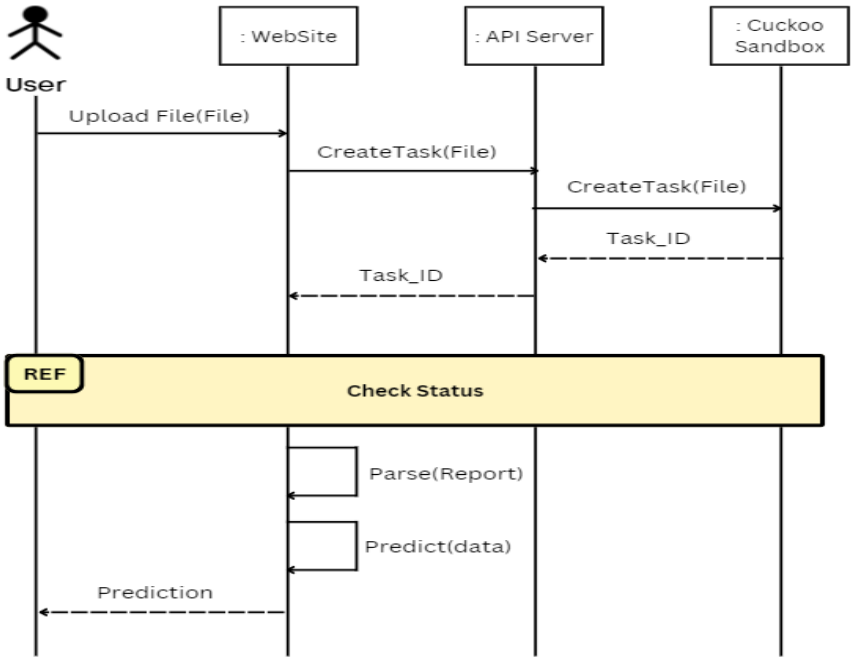 : WebSite
: API Server
: Cuckoo
Sandbox
User
Upload File(File)
CreateTask(File)
CreateTask(File)
Task_ID
Task_ID
REF
Check Status
Parse(Report)
Predict(data)
Prediction